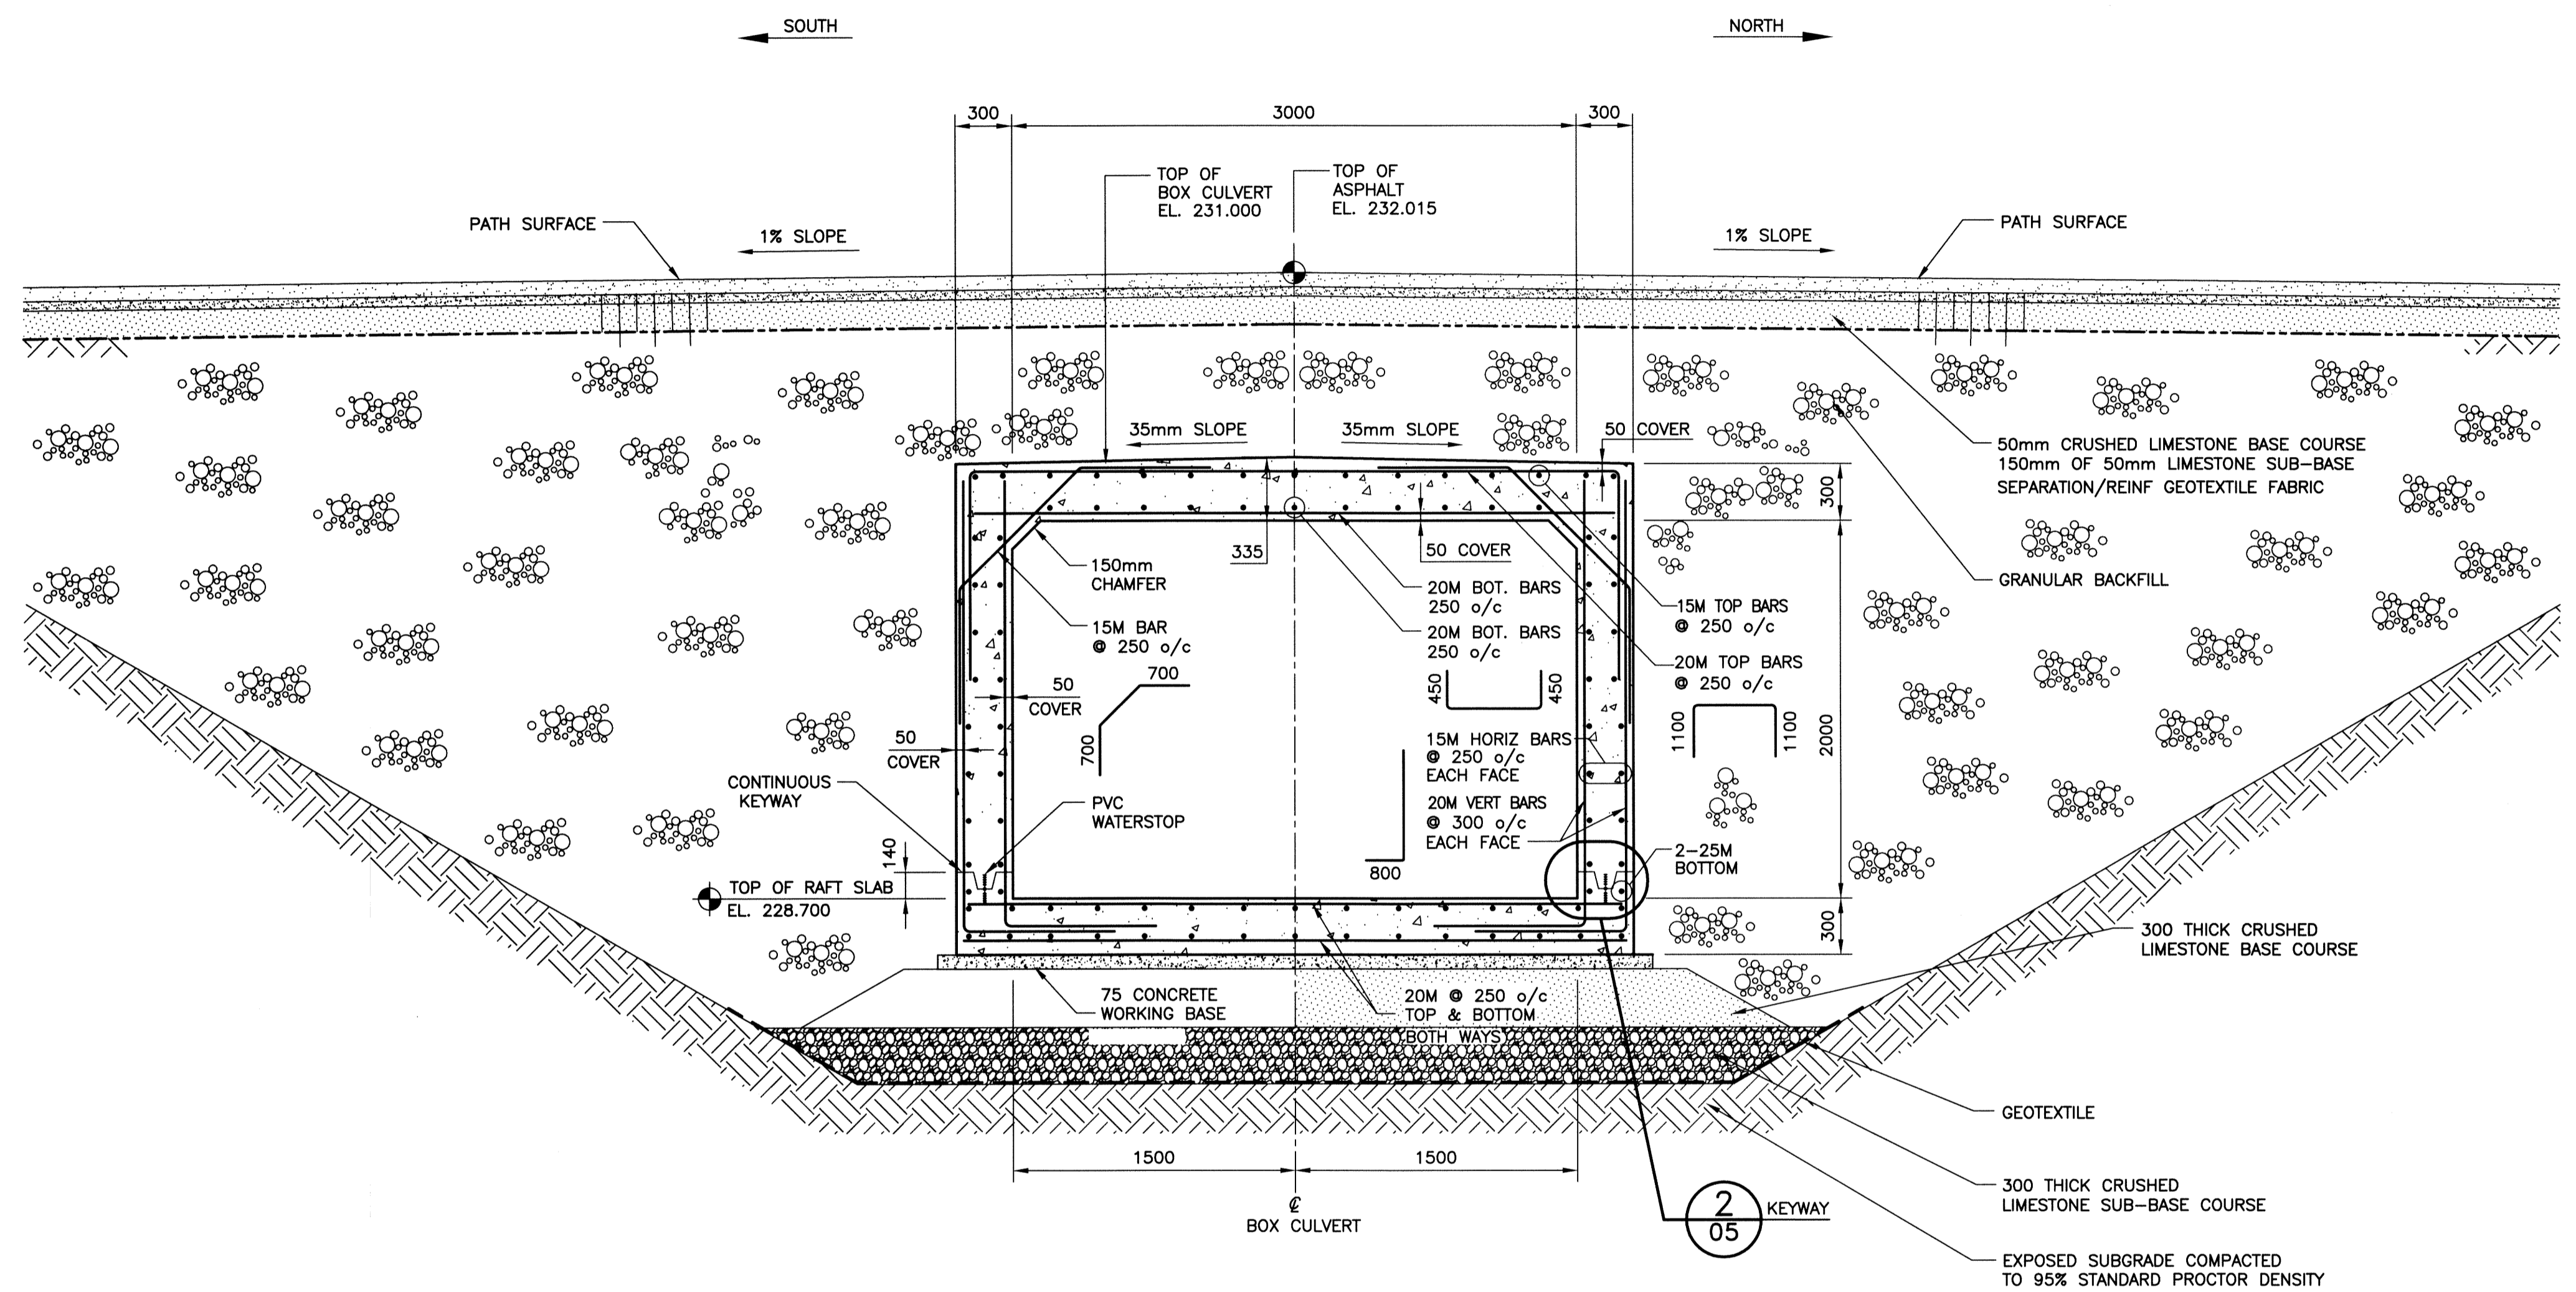 SOUTH
NORTH
300
3000
300
TOP OF
BOX CULVERT
EL. 231.000
TOP OF
ASPHALT
EL. 232.015
PATH SURFACE
1% SLOPE
1% SLOPE
PATH SURFACE
35mm SLOPE
35mm SLOPE
50 COVER
50mm CRUSHED LIMESTONE BASE COURSE
150mm OF 50mm LIMESTONE SUB-BASE
SEPARATION/REINF GEOTEXTILE FABRIC
300
335
50 COVER
150mm
CHAMFER
GRANULAR BACKFILL
20M BOT. BARS
250 o/c
20M BOT. BARS
250 o/c
15M TOP BARS
@ 250 o/c
15M BAR
@ 250 o/c
20M TOP BARS
@ 250 o/c
700
700
50
COVER
450
450
1100
1100
2000
50
COVER
15M HORIZ BARS
@ 250 o/c
EACH FACE
CONTINUOUS
KEYWAY
PVC
WATERSTOP
20M VERT BARS
@ 300 o/c
EACH FACE
140
800
2-25M
BOTTOM
TOP OF RAFT SLAB
EL. 228.700
300
300 THICK CRUSHED
LIMESTONE BASE COURSE
75 CONCRETE
WORKING BASE
20M @ 250 o/c
TOP & BOTTOM
BOTH WAYS
GEOTEXTILE
1500
1500
300 THICK CRUSHED
LIMESTONE SUB-BASE COURSE
℄
BOX CULVERT
2
05
KEYWAY
EXPOSED SUBGRADE COMPACTED
TO 95% STANDARD PROCTOR DENSITY